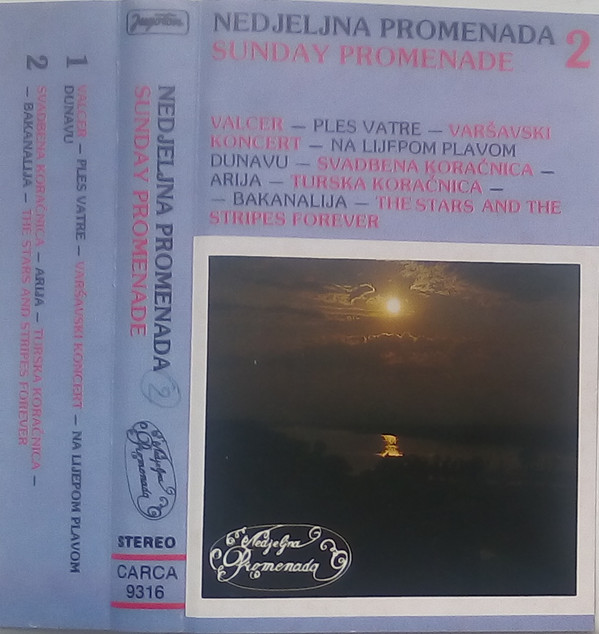 1
VALCER — PLES VATRE — VARŠAVSKI KONCERT — NA LIJEPOM PLAVOM
DUNAVU
2
SVADBENA KORAČNICA — ARIJA — TURSKA KORAČNICA —
— BAKANALIJA — THE STARS AND STRIPES FOREVER
Jugoton
NEDJELJNA PROMENADA
SUNDAY PROMENADE
2
Nedjeljna
Promenada
STEREO
CARCA
9316
NEDJELJNA PROMENADA
SUNDAY PROMENADE
2
VALCER — PLES VATRE — VARŠAVSKI
KONCERT — NA LIJEPOM PLAVOM
DUNAVU — SVADBENA KORAČNICA —
ARIJA — TURSKA KORAČNICA —
— BAKANALIJA — THE STARS AND THE
STRIPES FOREVER
Nedjeljna
Promenada